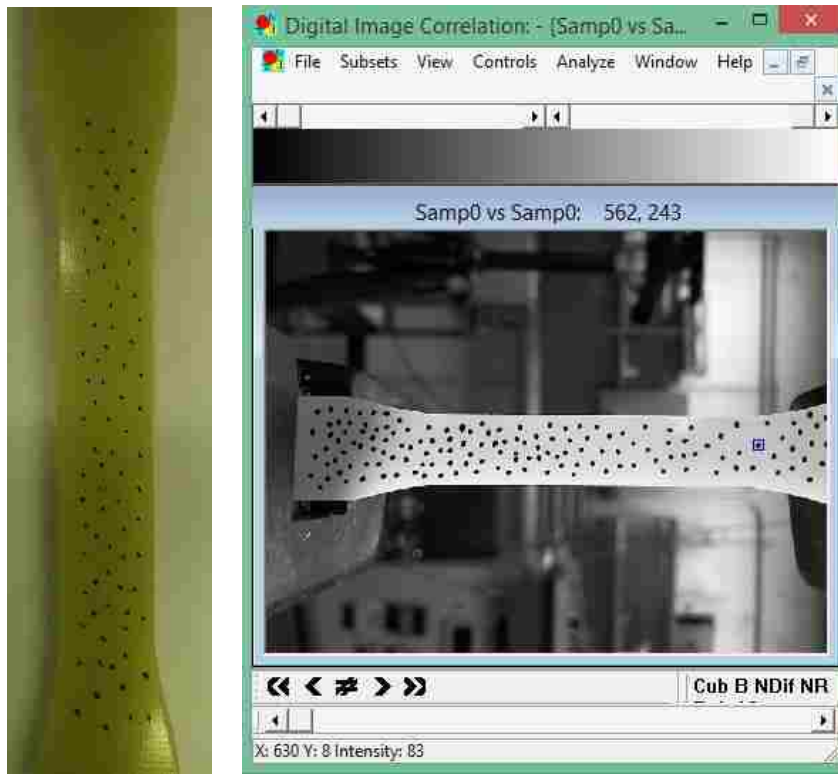 Digital Image Correlation: - [Samp0 vs Sa...
File Subsets View Controls Analyze Window Help
Samp0 vs Samp0: 562, 243
Cub B NDif NR
X: 630 Y: 8 Intensity: 83